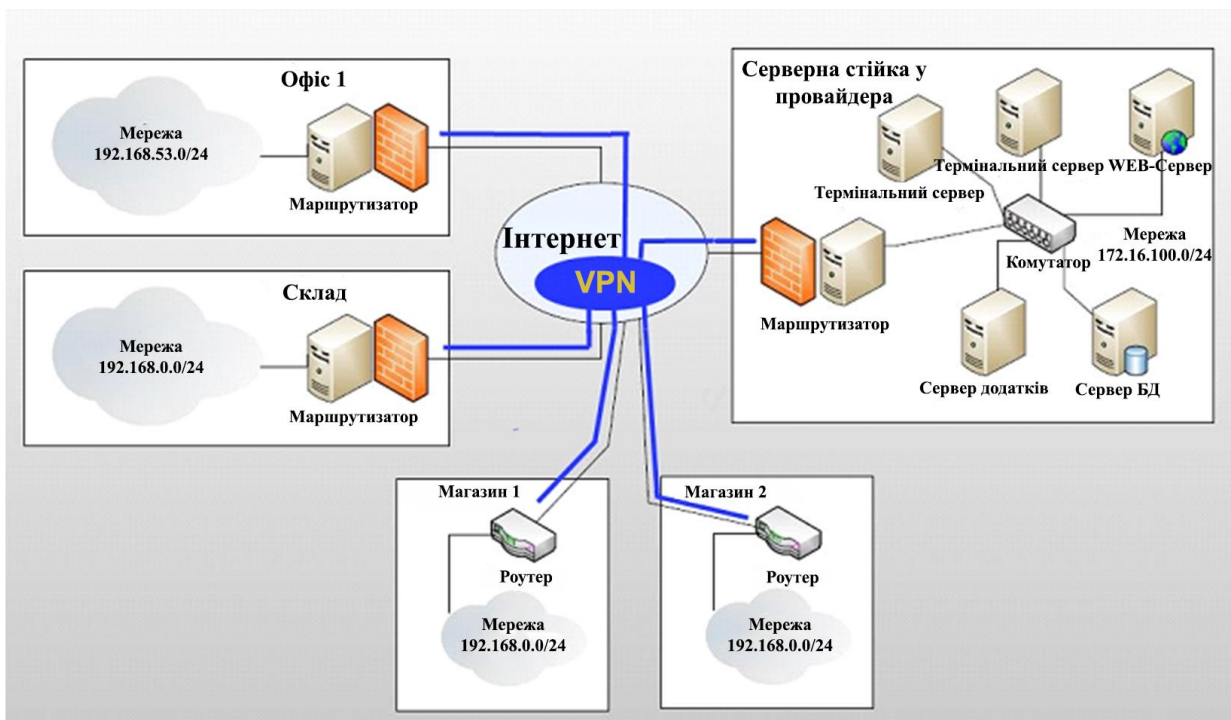 Офіс 1
Мережа
192.168.53.0/24
Маршрутизатор
Склад
Мережа
192.168.0.0/24
Маршрутизатор
Інтернет
VPN
Серверна стійка у
провайдера
Термінальний сервер
WEB-Сервер
Термінальний сервер
Мережа
172.16.100.0/24
Комутатор
Маршрутизатор
Сервер додатків
Сервер БД
Магазин 1
Роутер
Мережа
192.168.0.0/24
Магазин 2
Роутер
Мережа
192.168.0.0/24